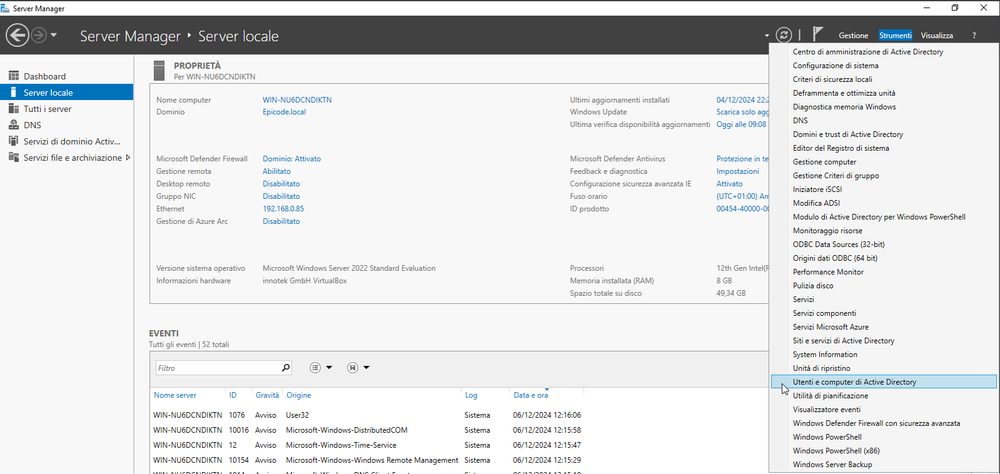 Server Manager
Server Manager ‣ Server locale
Gestione Strumenti Visualizza ?
Dashboard
Server locale
Tutti i server
DNS
Servizi di dominio Activ...
Servizi file e archiviazione
PROPRIETÀ
Per WIN-NU6DCNDIKTN
Nome computer WIN-NU6DCNDIKTN
Dominio Epicode.local
Ultimi aggiornamenti installati 04/12/2024 22:2
Windows Update Scarica solo agg
Ultima verifica disponibilità aggiornamenti Oggi alle 09:08
Microsoft Defender Firewall Dominio: Attivato
Gestione remota Abilitato
Desktop remoto Disabilitato
Gruppo NIC Disabilitato
Ethernet 192.168.0.85
Gestione di Azure Arc Disabilitato
Microsoft Defender Antivirus Protezione in te
Feedback e diagnostica Impostazioni
Configurazione sicurezza avanzata IE Attivato
Fuso orario (UTC+01:00) Am
ID prodotto 00454-40000-00
Versione sistema operativo Microsoft Windows Server 2022 Standard Evaluation
Informazioni hardware innotek GmbH VirtualBox
Processori 12th Gen Intel(R
Memoria installata (RAM) 8 GB
Spazio totale su disco 49,34 GB
EVENTI
Tutti gli eventi | 52 totali
Filtro
Nome server ID Gravità Origine Log Data e ora
WIN-NU6DCNDIKTN 1076 Avviso User32 Sistema 06/12/2024 12:16:06
WIN-NU6DCNDIKTN 10016 Avviso Microsoft-Windows-DistributedCOM Sistema 06/12/2024 12:15:58
WIN-NU6DCNDIKTN 12 Avviso Microsoft-Windows-Time-Service Sistema 06/12/2024 12:15:47
WIN-NU6DCNDIKTN 10154 Avviso Microsoft-Windows-Windows Remote Management Sistema 06/12/2024 12:15:29
Centro di amministrazione di Active Directory
Configurazione di sistema
Criteri di sicurezza locali
Deframmenta e ottimizza unità
Diagnostica memoria Windows
DNS
Domini e trust di Active Directory
Editor del Registro di sistema
Gestione computer
Gestione Criteri di gruppo
Iniziatore iSCSI
Modifica ADSI
Modulo di Active Directory per Windows PowerShell
Monitoraggio risorse
ODBC Data Sources (32-bit)
Origini dati ODBC (64 bit)
Performance Monitor
Pulizia disco
Servizi
Servizi componenti
Servizi Microsoft Azure
Siti e servizi di Active Directory
System Information
Unità di ripristino
Utenti e computer di Active Directory
Utilità di pianificazione
Visualizzatore eventi
Windows Defender Firewall con sicurezza avanzata
Windows PowerShell
Windows PowerShell (x86)
Windows Server Backup